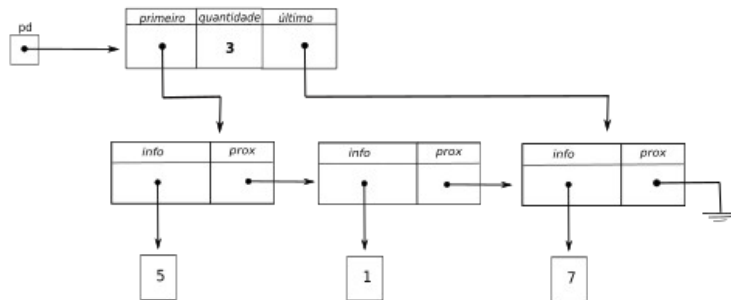 pd
primeiro quantidade último
3
info prox info prox info prox
5 1 7